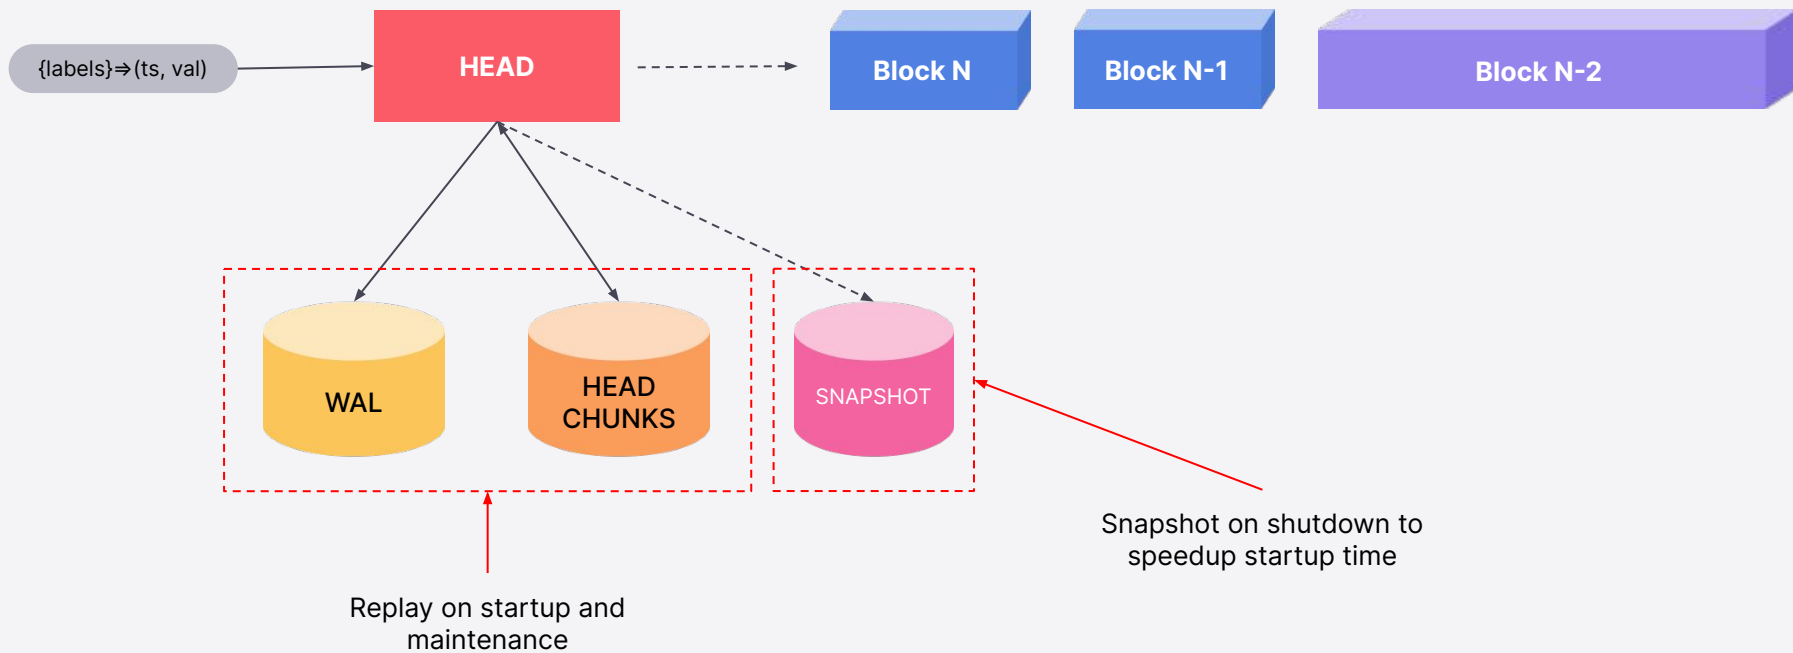 {labels}⇒(ts, val)
HEAD
Block N
Block N-1
Block N-2
WAL
HEAD
CHUNKS
SNAPSHOT
Snapshot on shutdown to
speedup startup time
Replay on startup and
maintenance